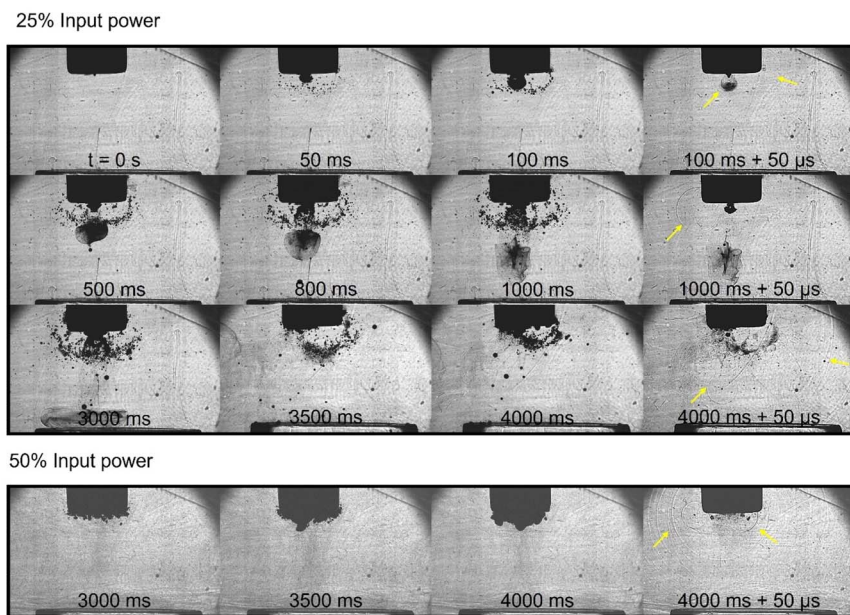 25% Input power
t = 0 s
50 ms
100 ms
100 ms + 50 µs
500 ms
800 ms
1000 ms
1000 ms + 50 µs
3000 ms
3500 ms
4000 ms
4000 ms + 50 µs
50% Input power
3000 ms
3500 ms
4000 ms
4000 ms + 50 µs